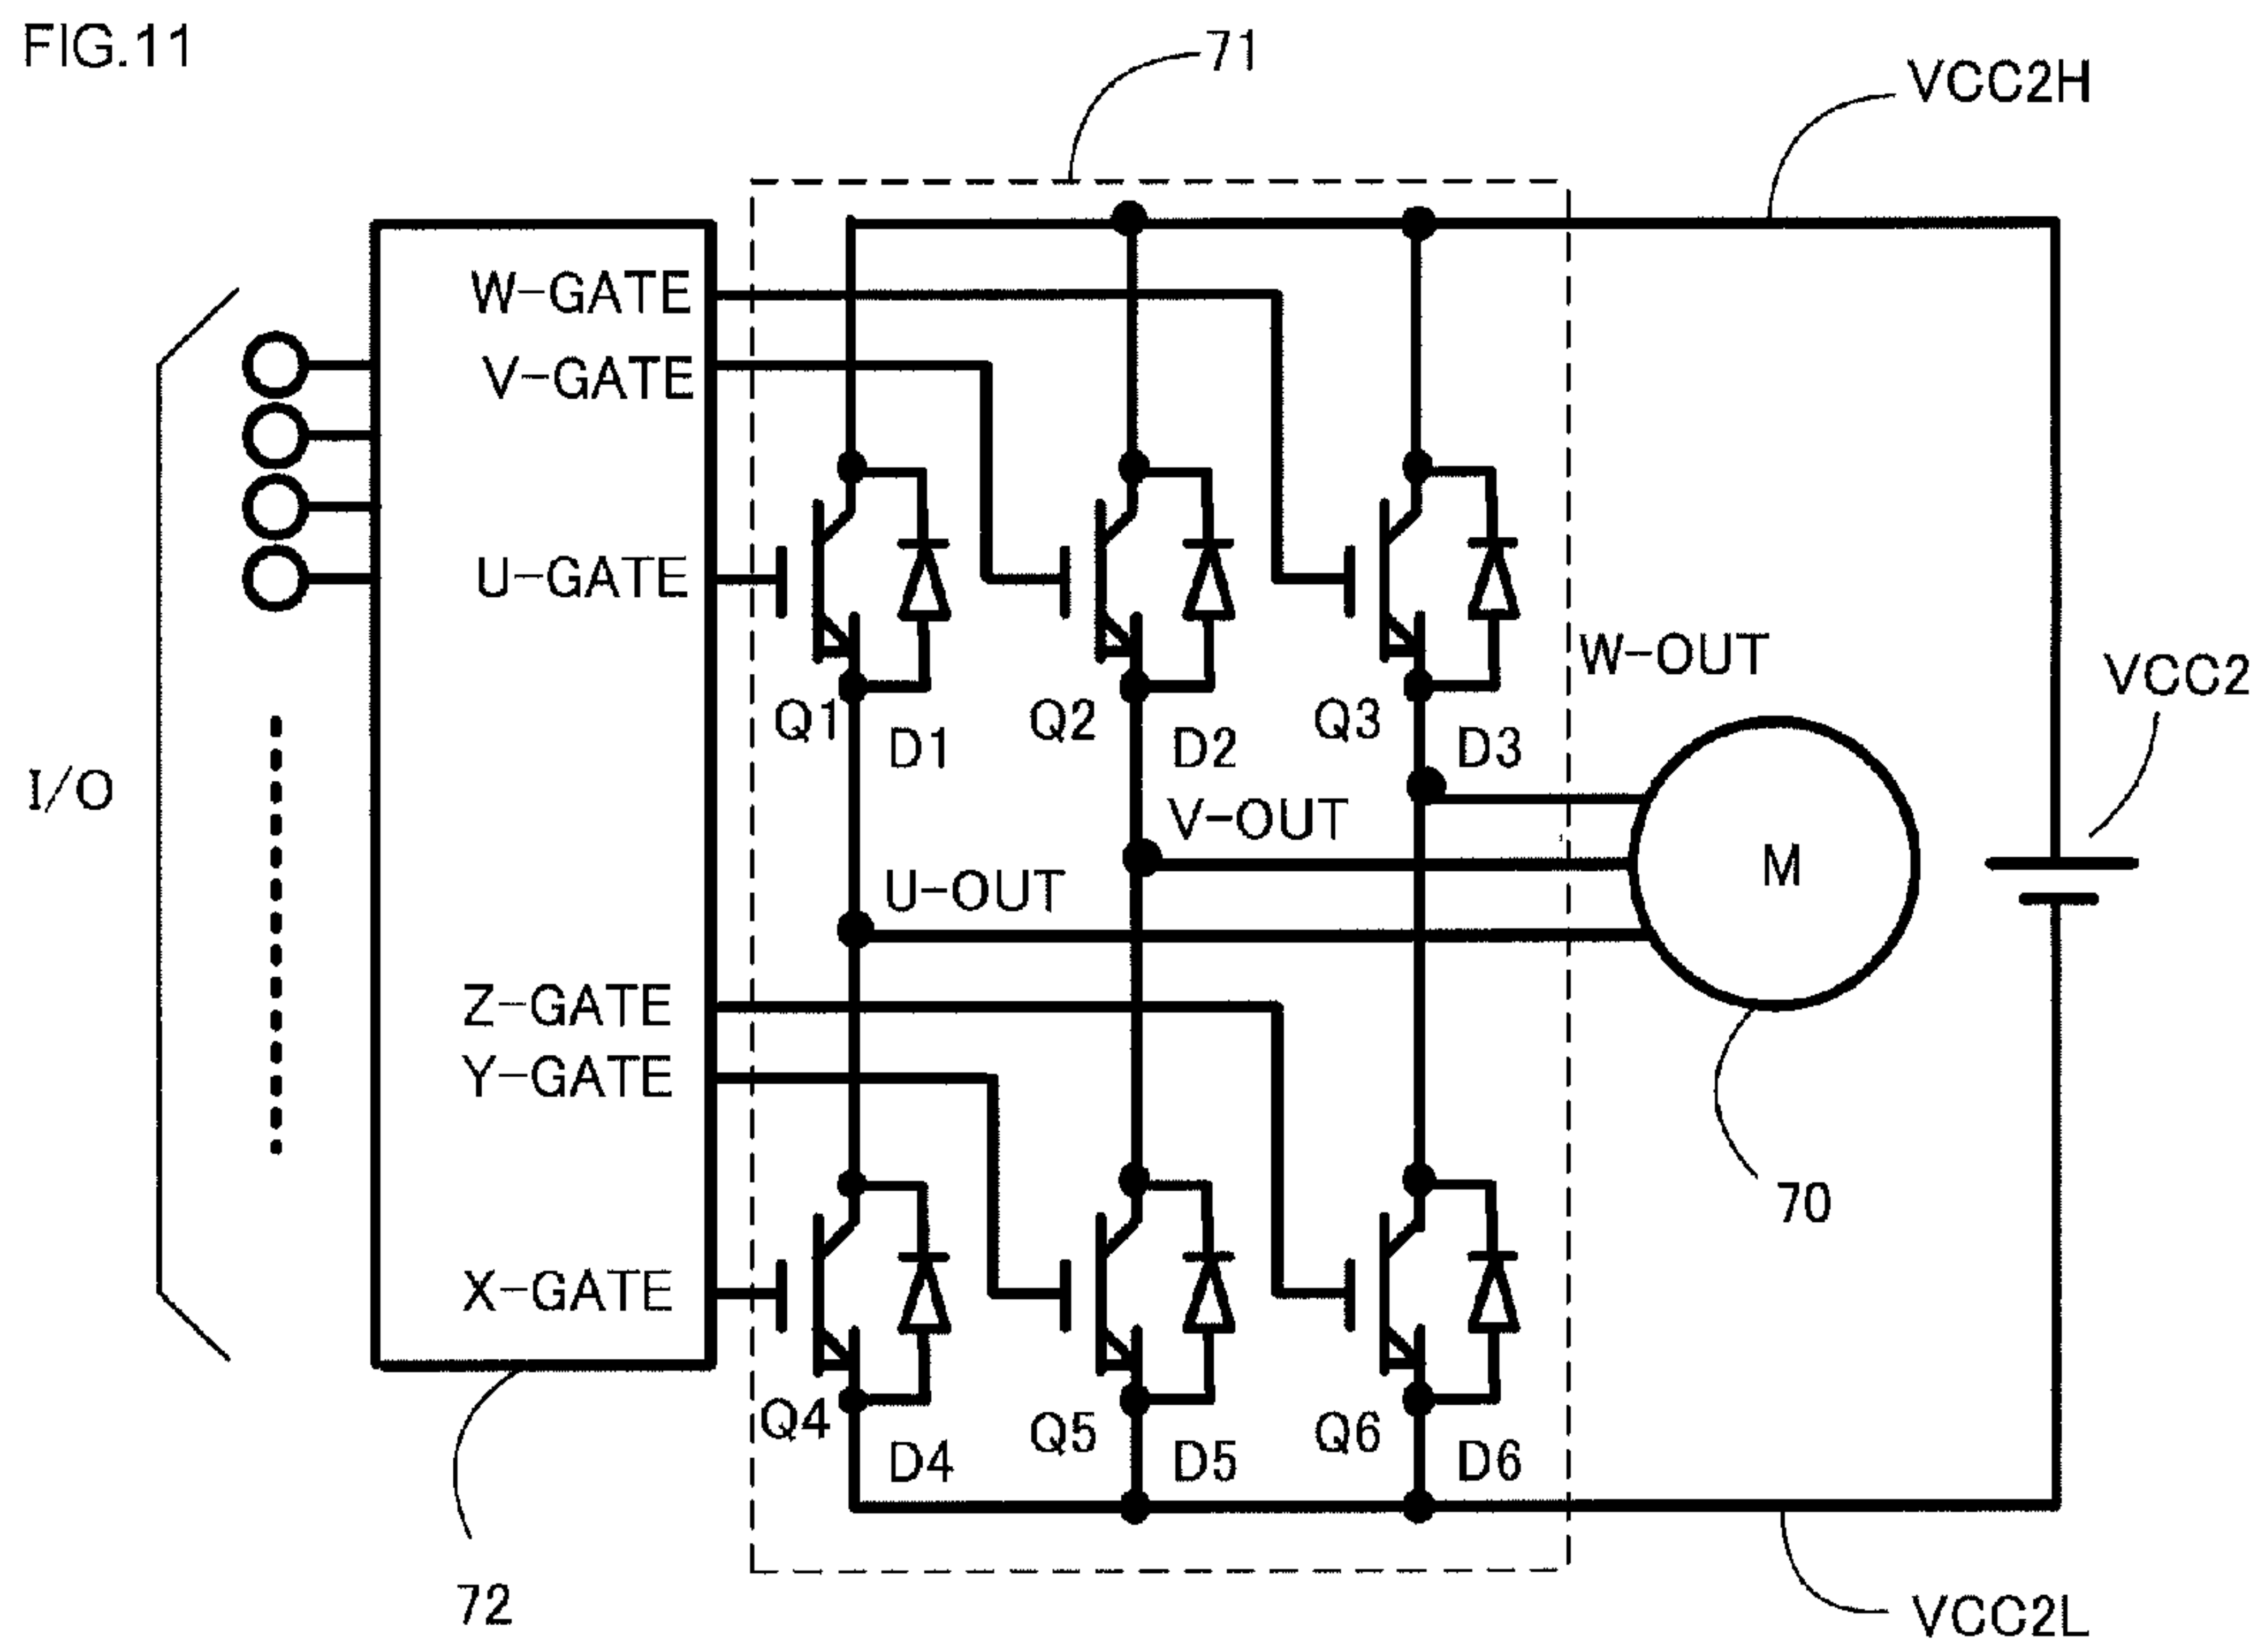 FIG.11
71
VCC2H
W-GATE
V-GATE
U-GATE
W-OUT
VCC2
Q1
D1
Q2
D2
Q3
D3
I/O
V-OUT
M
U-OUT
Z-GATE
Y-GATE
70
X-GATE
Q4
D4
Q5
D5
Q6
D6
72
VCC2L